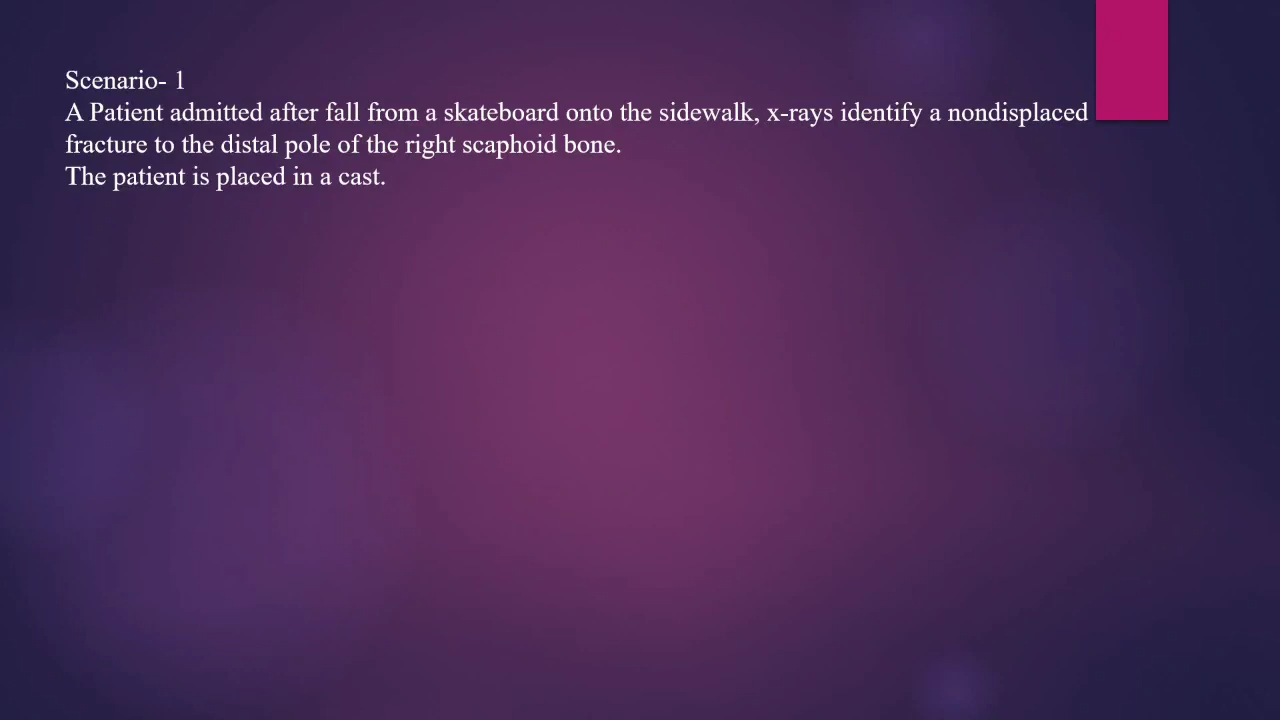 Scenario- 1
A Patient admitted after fall from a skateboard onto the sidewalk, x-rays identify a nondisplaced
fracture to the distal pole of the right scaphoid bone.
The patient is placed in a cast.